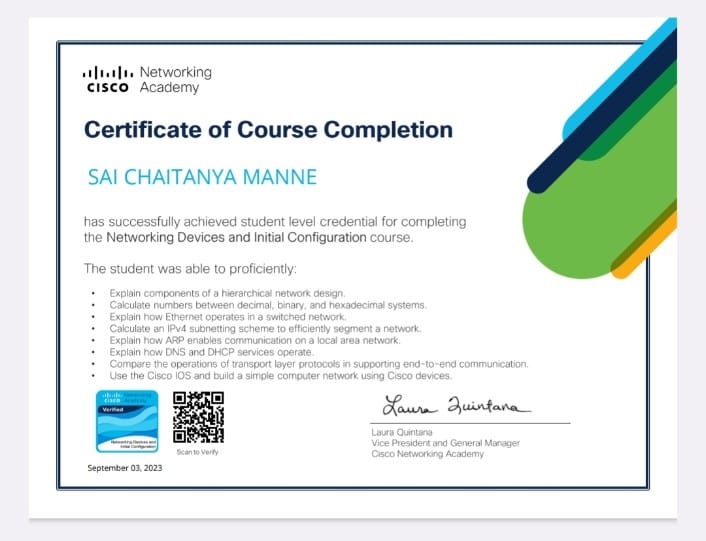 CISCO Networking Academy
Certificate of Course Completion
SAI CHAITANYA MANNE
has successfully achieved student level credential for completing
the Networking Devices and Initial Configuration course.
The student was able to proficiently:
• Explain components of a hierarchical network design.
• Calculate numbers between decimal, binary, and hexadecimal systems.
• Explain how Ethernet operates in a switched network.
• Calculate an IPv4 subnetting scheme to efficiently segment a network.
• Explain how ARP enables communication on a local area network.
• Explain how DNS and DHCP services operate.
• Compare the operations of transport layer protocols in supporting end-to-end communication.
• Use the Cisco IOS and build a simple computer network using Cisco devices.
CISCO Networking Academy
Verified
Networking Devices and
Initial Configuration
Scan to Verify
September 03, 2023
Laura Quintana
Laura Quintana
Vice President and General Manager
Cisco Networking Academy